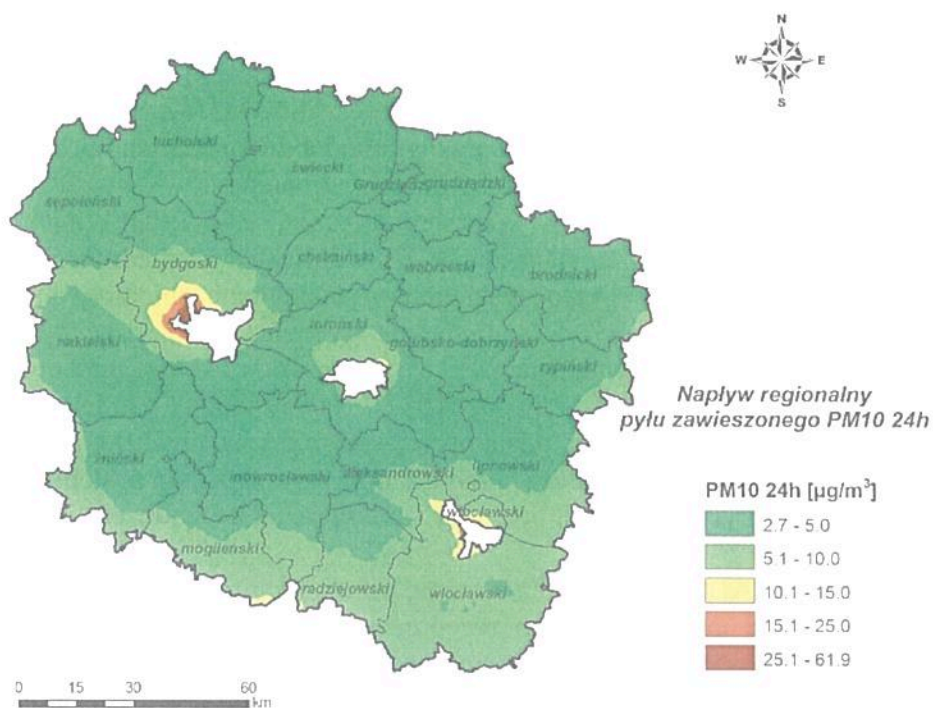 N
W E
S
tucholski
świecki
Grudziądz grudziądzki
sępoleński
chełmiński
wąbrzeski
brodnicki
bydgoski
toruński
golubsko-dobrzyński
nakielski
rypiński
Napływ regionalny
pyłu zawieszonego PM10 24h
żniński
inowrocławski
aleksandrowski
lipnowski
włocławski
mogileński
radziejowski
włocławski
PM10 24h [µg/m³]
2.7 - 5.0
5.1 - 10.0
10.1 - 15.0
15.1 - 25.0
25.1 - 61.9
0 15 30 60
km